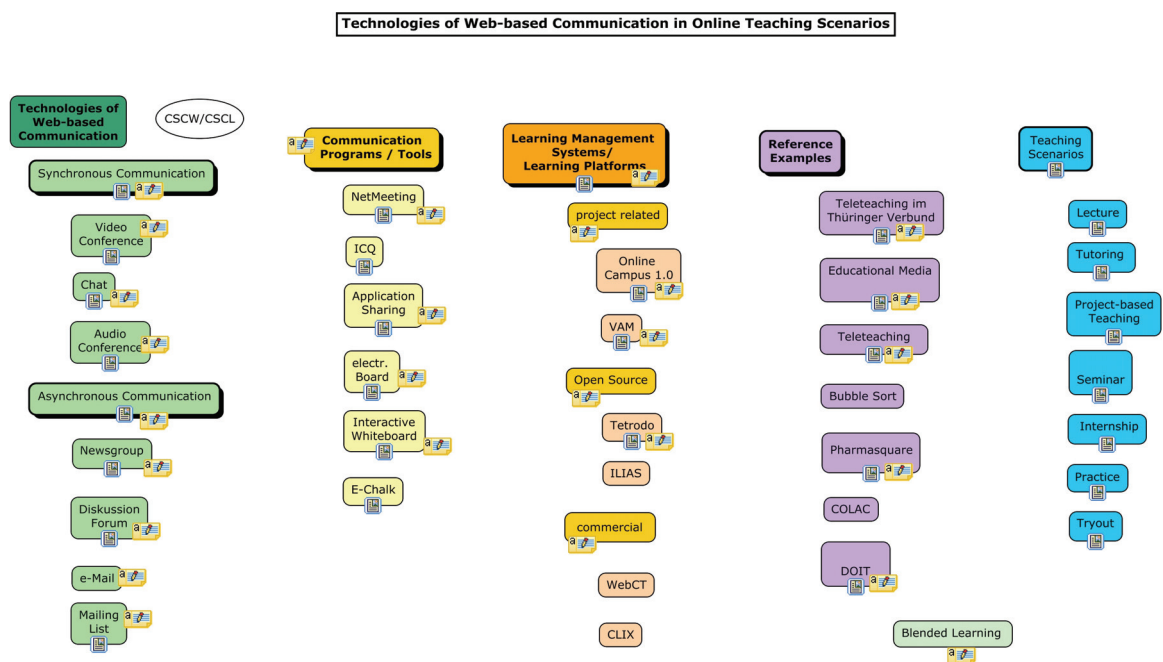 Technologies of Web-based Communication in Online Teaching Scenarios
Technologies of
Web-based
Communication
CSCW/CSCL
Synchronous Communication
a
Video
Conference
a
Chat
a
Audio
Conference
a
Asynchronous Communication
a
Newsgroup
a
Diskussion
Forum
a
e-Mail
a
Mailing
List
a
a
Communication
Programs / Tools
NetMeeting
a
ICQ
Application
Sharing
a
electr.
Board
a
Interactive
Whiteboard
a
E-Chalk
Learning Management
Systems/
Learning Platforms
a
project related
a
Online
Campus 1.0
a
VAM
a
Open Source
a
Tetrodo
a
ILIAS
commercial
a
WebCT
CLIX
Reference
Examples
Teleteaching im
Thüringer Verbund
a
Educational Media
a
Teleteaching
a
Bubble Sort
Pharmasquare
a
COLAC
DOIT
a
Blended Learning
a
Teaching
Scenarios
Lecture
Tutoring
Project-based
Teaching
Seminar
Internship
Practice
Tryout